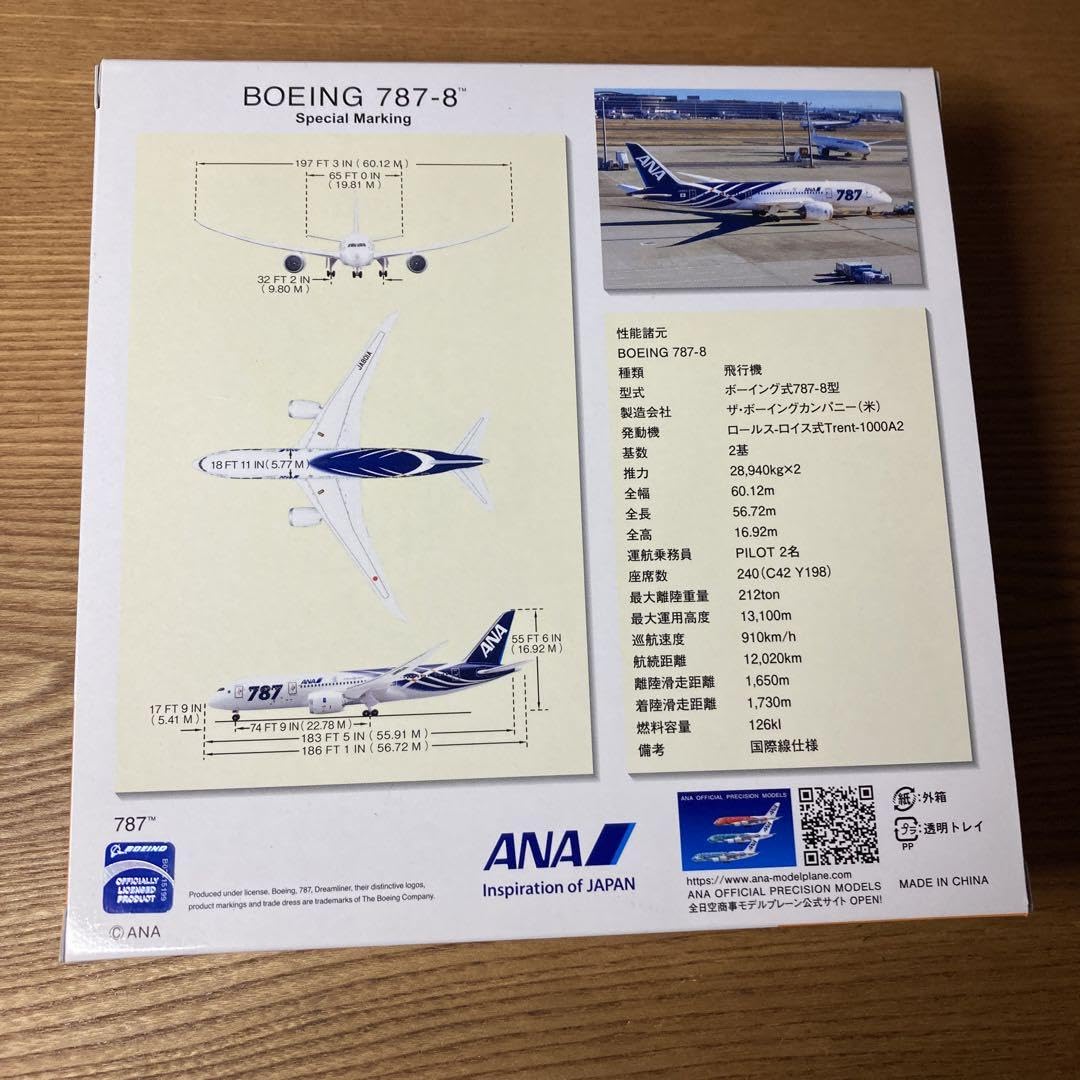 BOEING 787-8™
Special Marking
197 FT 3 IN (60.12 M)
65 FT 0 IN
(19.81 M)
32 FT 2 IN
(9.80 M)
JA801A
18 FT 11 IN (5.77 M)
ANA
787
ANA
55 FT 6 IN
(16.92 M)
17 FT 9 IN
(5.41 M)
74 FT 9 IN (22.78 M)
183 FT 5 IN (55.91 M)
186 FT 1 IN (56.72 M)
ANA
ANA
787
性能諸元
BOEING 787-8
種類 飛行機
型式 ボーイング式787-8型
製造会社 ザ・ボーイングカンパニー(米)
発動機 ロールス-ロイス式Trent-1000A2
基数 2基
推力 28,940kg×2
全幅 60.12m
全長 56.72m
全高 16.92m
運航乗務員 PILOT 2名
座席数 240(C42 Y198)
最大離陸重量 212ton
最大運用高度 13,100m
巡航速度 910km/h
航続距離 12,020km
離陸滑走距離 1,650m
着陸滑走距離 1,730m
燃料容量 126kl
備考 国際線仕様
787™
BOEING
OFFICIALLY
LICENSED
PRODUCT
©ANA
Produced under license. Boeing, 787, Dreamliner, their distinctive logos,
product markings and trade dress are trademarks of The Boeing Company.
ANA
Inspiration of JAPAN
ANA OFFICIAL PRECISION MODELS
https://www.ana-modelplane.com
ANA OFFICIAL PRECISION MODELS
全日空商事モデルプレーン公式サイト OPEN!
紙:外箱
プラ:透明トレイ
PP
MADE IN CHINA